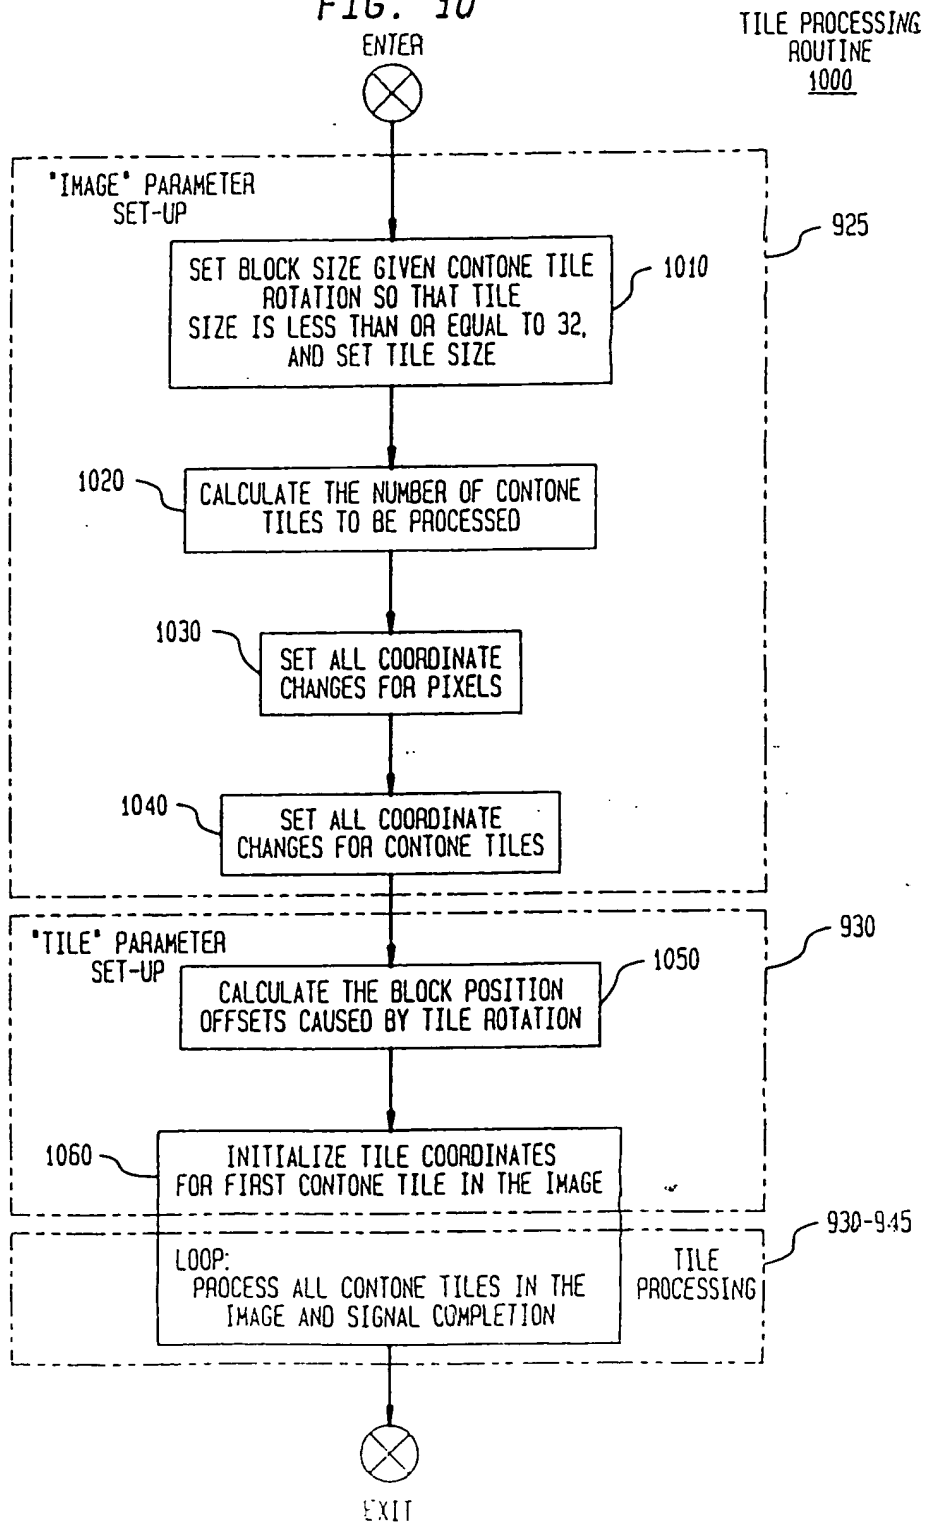 FIG. 10
ENTER
TILE PROCESSING
ROUTINE
1000
"IMAGE" PARAMETER
SET-UP
925
SET BLOCK SIZE GIVEN CONTONE TILE
ROTATION SO THAT TILE
SIZE IS LESS THAN OR EQUAL TO 32,
AND SET TILE SIZE
1010
1020
CALCULATE THE NUMBER OF CONTONE
TILES TO BE PROCESSED
1030
SET ALL COORDINATE
CHANGES FOR PIXELS
1040
SET ALL COORDINATE
CHANGES FOR CONTONE TILES
"TILE" PARAMETER
SET-UP
930
CALCULATE THE BLOCK POSITION
OFFSETS CAUSED BY TILE ROTATION
1050
1060
INITIALIZE TILE COORDINATES
FOR FIRST CONTONE TILE IN THE IMAGE
930-945
LOOP:
PROCESS ALL CONTONE TILES IN THE
IMAGE AND SIGNAL COMPLETION
TILE
PROCESSING
EXIT